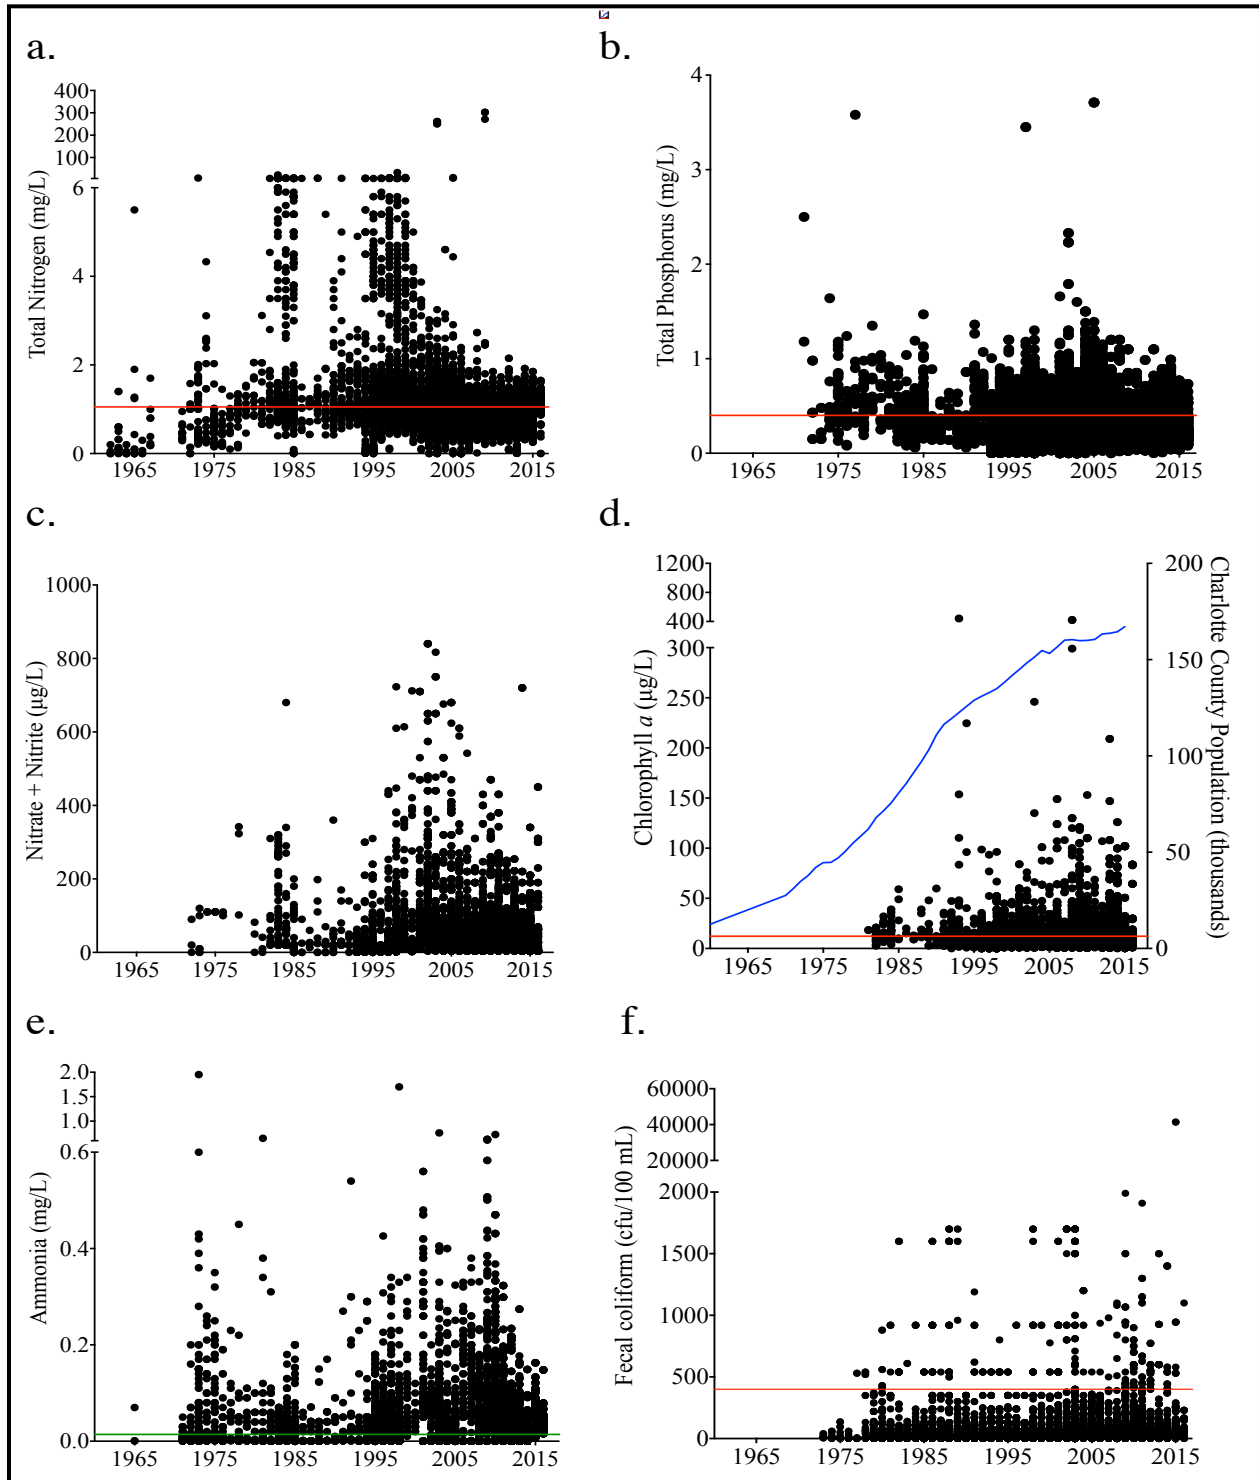 a.
Total Nitrogen (mg/L)
400
300
200
100
6
4
2
0
1965 1975 1985 1995 2005 2015
b.
Total Phosphorus (mg/L)
4
3
2
1
0
1965 1975 1985 1995 2005 2015
c.
Nitrate + Nitrite (µg/L)
1000
800
600
400
200
0
1965 1975 1985 1995 2005 2015
d.
Chlorophyll a (µg/L)
1200
800
400
300
250
200
150
100
50
0
1965 1975 1985 1995 2005 2015
200
150
100
50
0
Charlotte County Population (thousands)
e.
Ammonia (mg/L)
2.0
1.5
1.0
0.6
0.4
0.2
0.0
1965 1975 1985 1995 2005 2015
f.
Fecal coliform (cfu/100 mL)
60000
40000
20000
2000
1500
1000
500
0
1965 1975 1985 1995 2005 2015